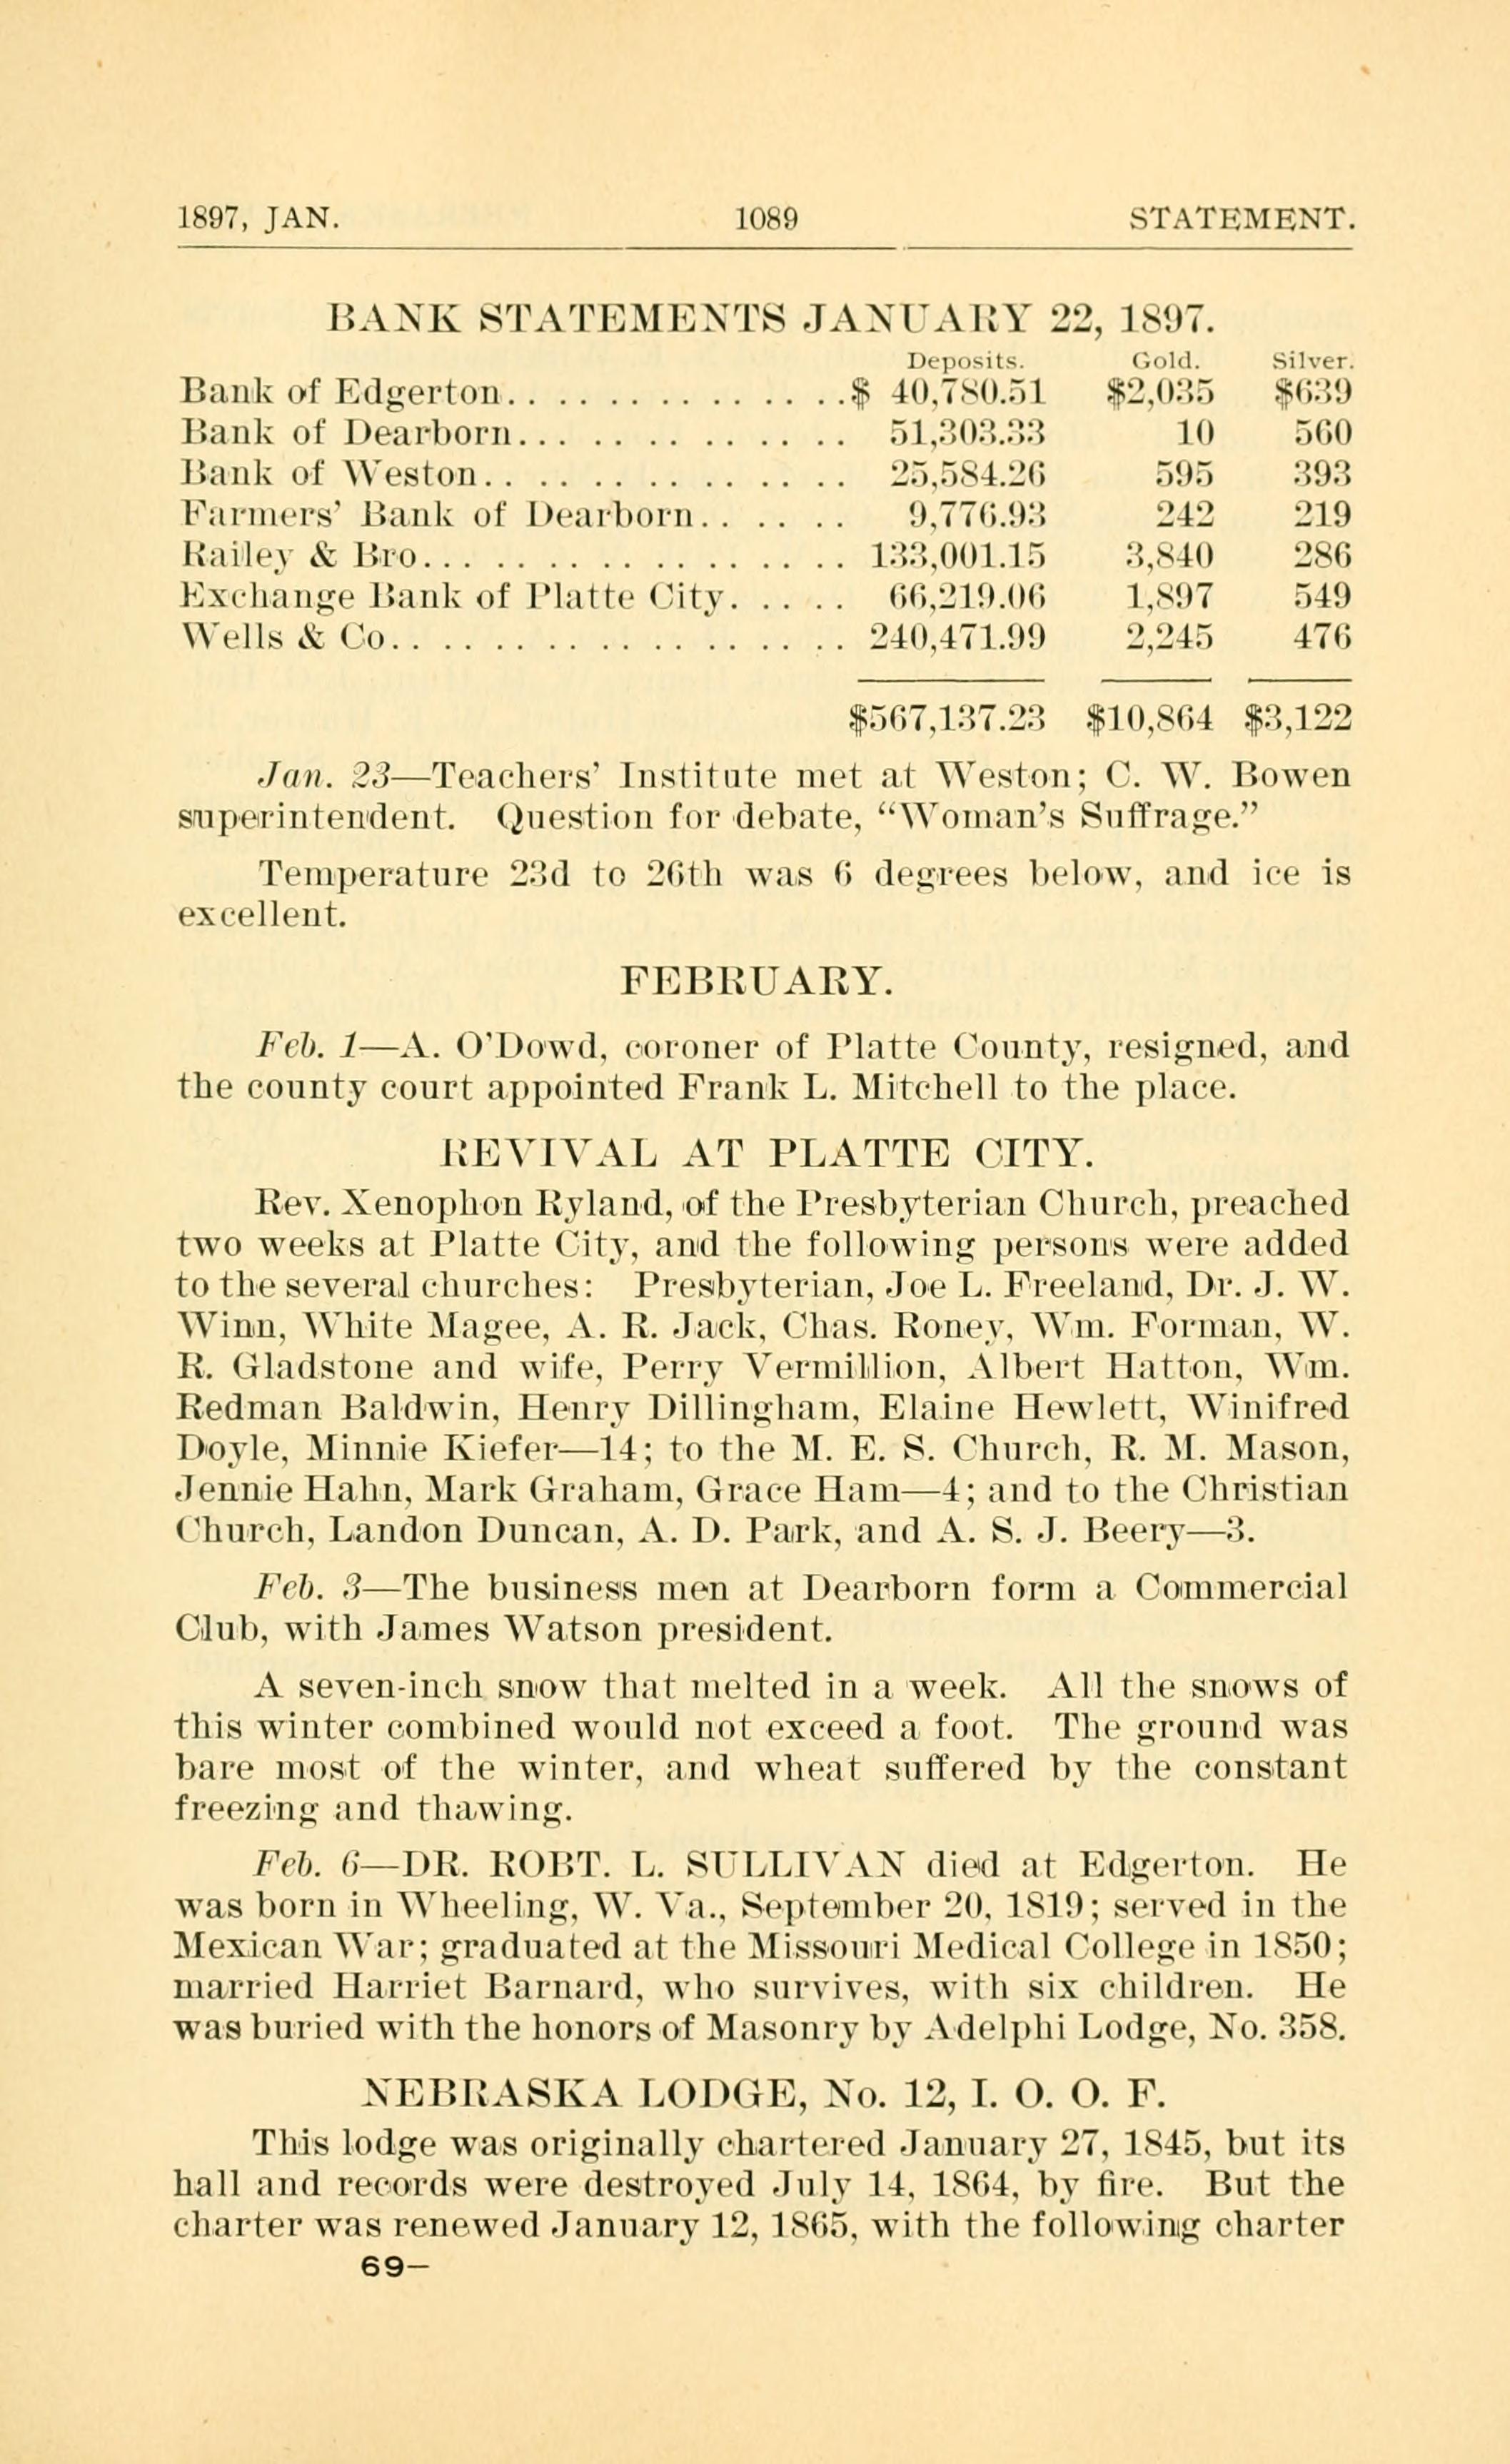 1897, JAN. 1089 STATEMENT.
BANK STATEMENTS JANUARY 22, 1897.
Deposits. Gold. Silver.
Bank of Edgerton. . . . . . . . . . . . . . . .$ 40,780.51 $2,035 $639
Bank of Dearborn. . . . . . . . . . . . . . 51,303.33 10 560
Bank of Weston. . . . . . . . . . . . . . . 25,584.26 595 393
Farmers' Bank of Dearborn. . . . . . 9,776.93 242 219
Railey & Bro. . . . . . . . . . . . . . . . . 133,001.15 3,840 286
Exchange Bank of Platte City. . . . . 66,219.06 1,897 549
Wells & Co. . . . . . . . . . . . . . . . . . 240,471.99 2,245 476
$567,137.23 $10,864 $3,122
Jan. 23—Teachers' Institute met at Weston; C. W. Bowen
superintendent. Question for debate, "Woman's Suffrage."
Temperature 23d to 26th was 6 degrees below, and ice is
excellent.
FEBRUARY.
Feb. 1—A. O'Dowd, coroner of Platte County, resigned, and
the county court appointed Frank L. Mitchell to the place.
REVIVAL AT PLATTE CITY.
Rev. Xenophon Ryland, of the Presbyterian Church, preached
two weeks at Platte City, and the following persons were added
to the several churches: Presbyterian, Joe L. Freeland, Dr. J. W.
Winn, White Magee, A. R. Jack, Chas. Roney, Wm. Forman, W.
R. Gladstone and wife, Perry Vermillion, Albert Hatton, Wm.
Redman Baldwin, Henry Dillingham, Elaine Hewlett, Winifred
Doyle, Minnie Kiefer—14; to the M. E. S. Church, R. M. Mason,
Jennie Hahn, Mark Graham, Grace Ham—4; and to the Christian
Church, Landon Duncan, A. D. Park, and A. S. J. Beery—3.
Feb. 3—The business men at Dearborn form a Commercial
Club, with James Watson president.
A seven-inch snow that melted in a week. All the snows of
this winter combined would not exceed a foot. The ground was
bare most of the winter, and wheat suffered by the constant
freezing and thawing.
Feb. 6—DR. ROBT. L. SULLIVAN died at Edgerton. He
was born in Wheeling, W. Va., September 20, 1819; served in the
Mexican War; graduated at the Missouri Medical College in 1850;
married Harriet Barnard, who survives, with six children. He
was buried with the honors of Masonry by Adelphi Lodge, No. 358.
NEBRASKA LODGE, No. 12, I. O. O. F.
This lodge was originally chartered January 27, 1845, but its
hall and records were destroyed July 14, 1864, by fire. But the
charter was renewed January 12, 1865, with the following charter
69—